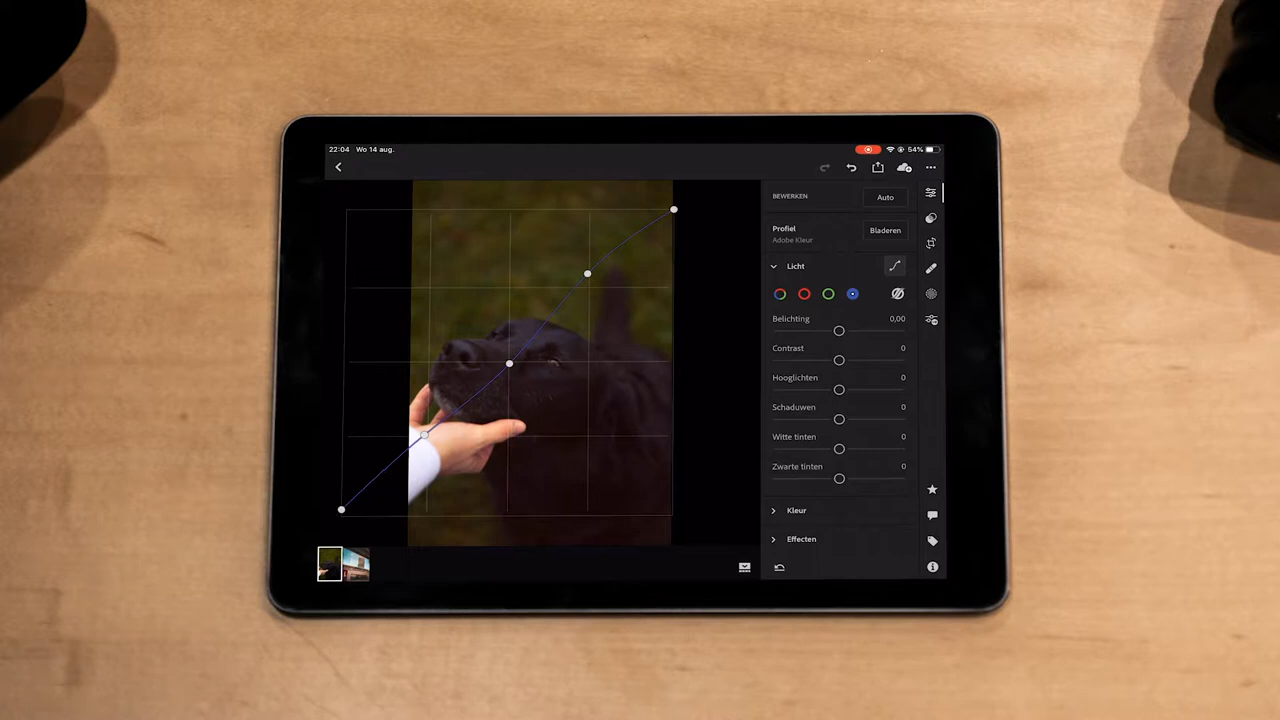 22:04 Wo 14 aug.
54%
BEWERKEN
Auto
Profiel
Adobe Kleur
Bladeren
Licht
Belichting 0,00
Contrast 0
Hooglichten 0
Schaduwen 0
Witte tinten 0
Zwarte tinten 0
Kleur
Effecten